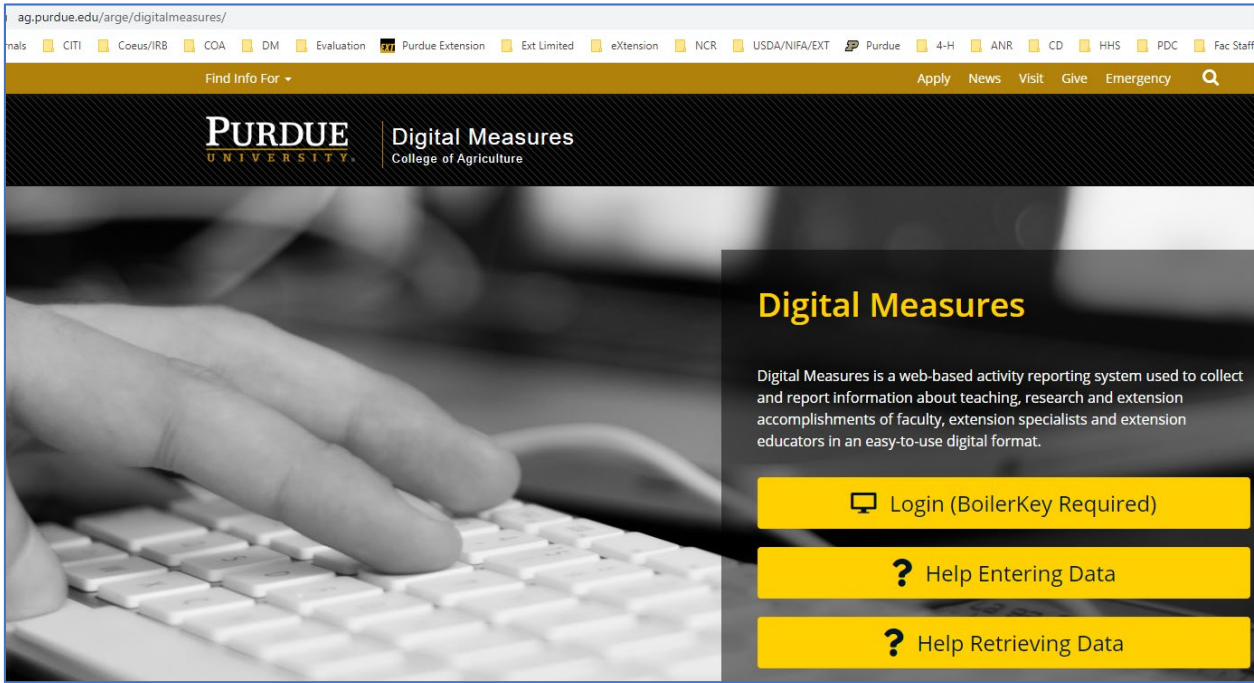 ag.purdue.edu/arge/digitalmeasures/
CITI Coeus/IRB COA DM Evaluation EXT Purdue Extension Ext Limited eXtension NCR USDA/NIFA/EXT Purdue 4-H ANR CD HHS PDC Fac Staff
Find Info For Apply News Visit Give Emergency
PURDUE
UNIVERSITY®
Digital Measures
College of Agriculture
Digital Measures
Digital Measures is a web-based activity reporting system used to collect
and report information about teaching, research and extension
accomplishments of faculty, extension specialists and extension
educators in an easy-to-use digital format.
Login (BoilerKey Required)
? Help Entering Data
? Help Retrieving Data